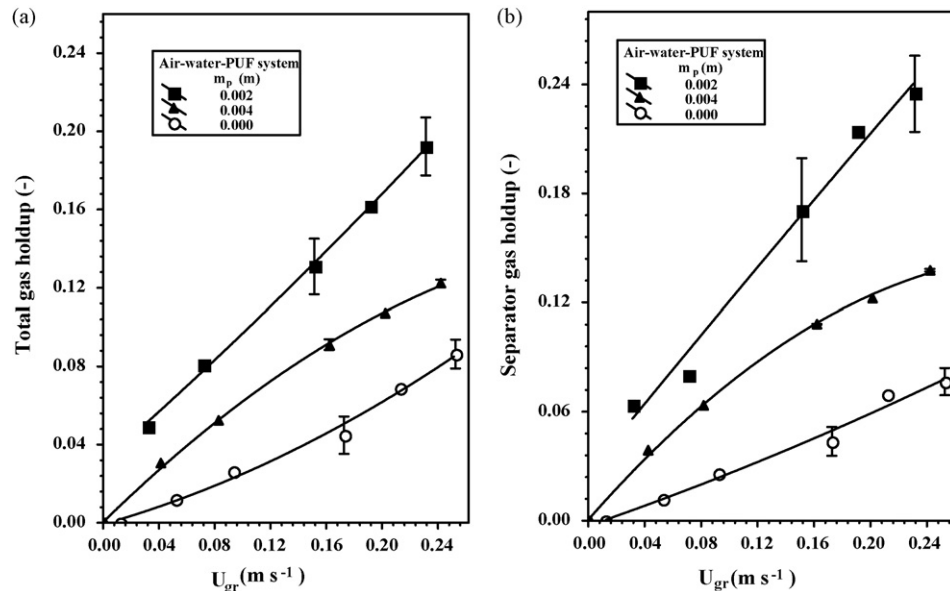 (a)
0.24
0.20
0.16
0.12
0.08
0.04
0.00
Total gas holdup (-)
Air-water-PUF system
m_p (m)
0.002
0.004
0.000
0.00 0.04 0.08 0.12 0.16 0.20 0.24
U_gr (m s⁻¹)
(b)
0.24
0.18
0.12
0.06
0.00
Separator gas holdup (-)
Air-water-PUF system
m_p (m)
0.002
0.004
0.000
0.00 0.04 0.08 0.12 0.16 0.20 0.24
U_gr (m s⁻¹)